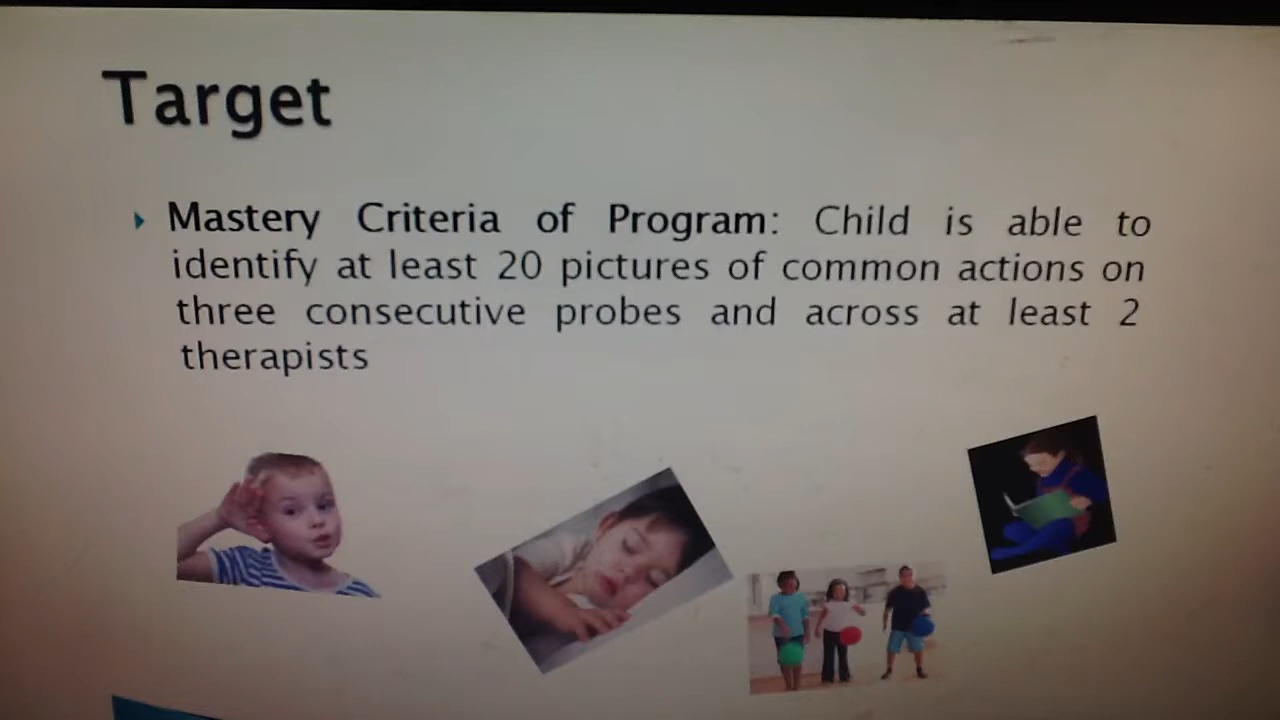 Target
Mastery Criteria of Program: Child is able to
identify at least 20 pictures of common actions on
three consecutive probes and across at least 2
therapists